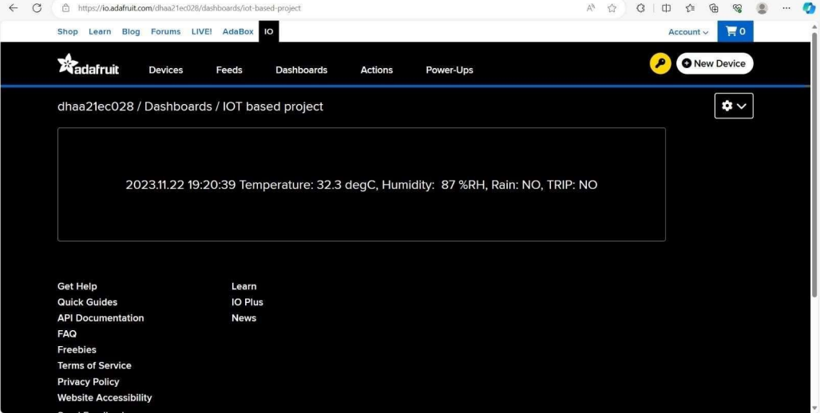 https://io.adafruit.com/dhaa21ec028/dashboards/iot-based-project
Shop Learn Blog Forums LIVE! AdaBox IO Account 0
adafruit Devices Feeds Dashboards Actions Power-Ups New Device
dhaa21ec028 / Dashboards / IOT based project
2023.11.22 19:20:39 Temperature: 32.3 degC, Humidity: 87 %RH, Rain: NO, TRIP: NO
Get Help Learn
Quick Guides IO Plus
API Documentation News
FAQ
Freebies
Terms of Service
Privacy Policy
Website Accessibility